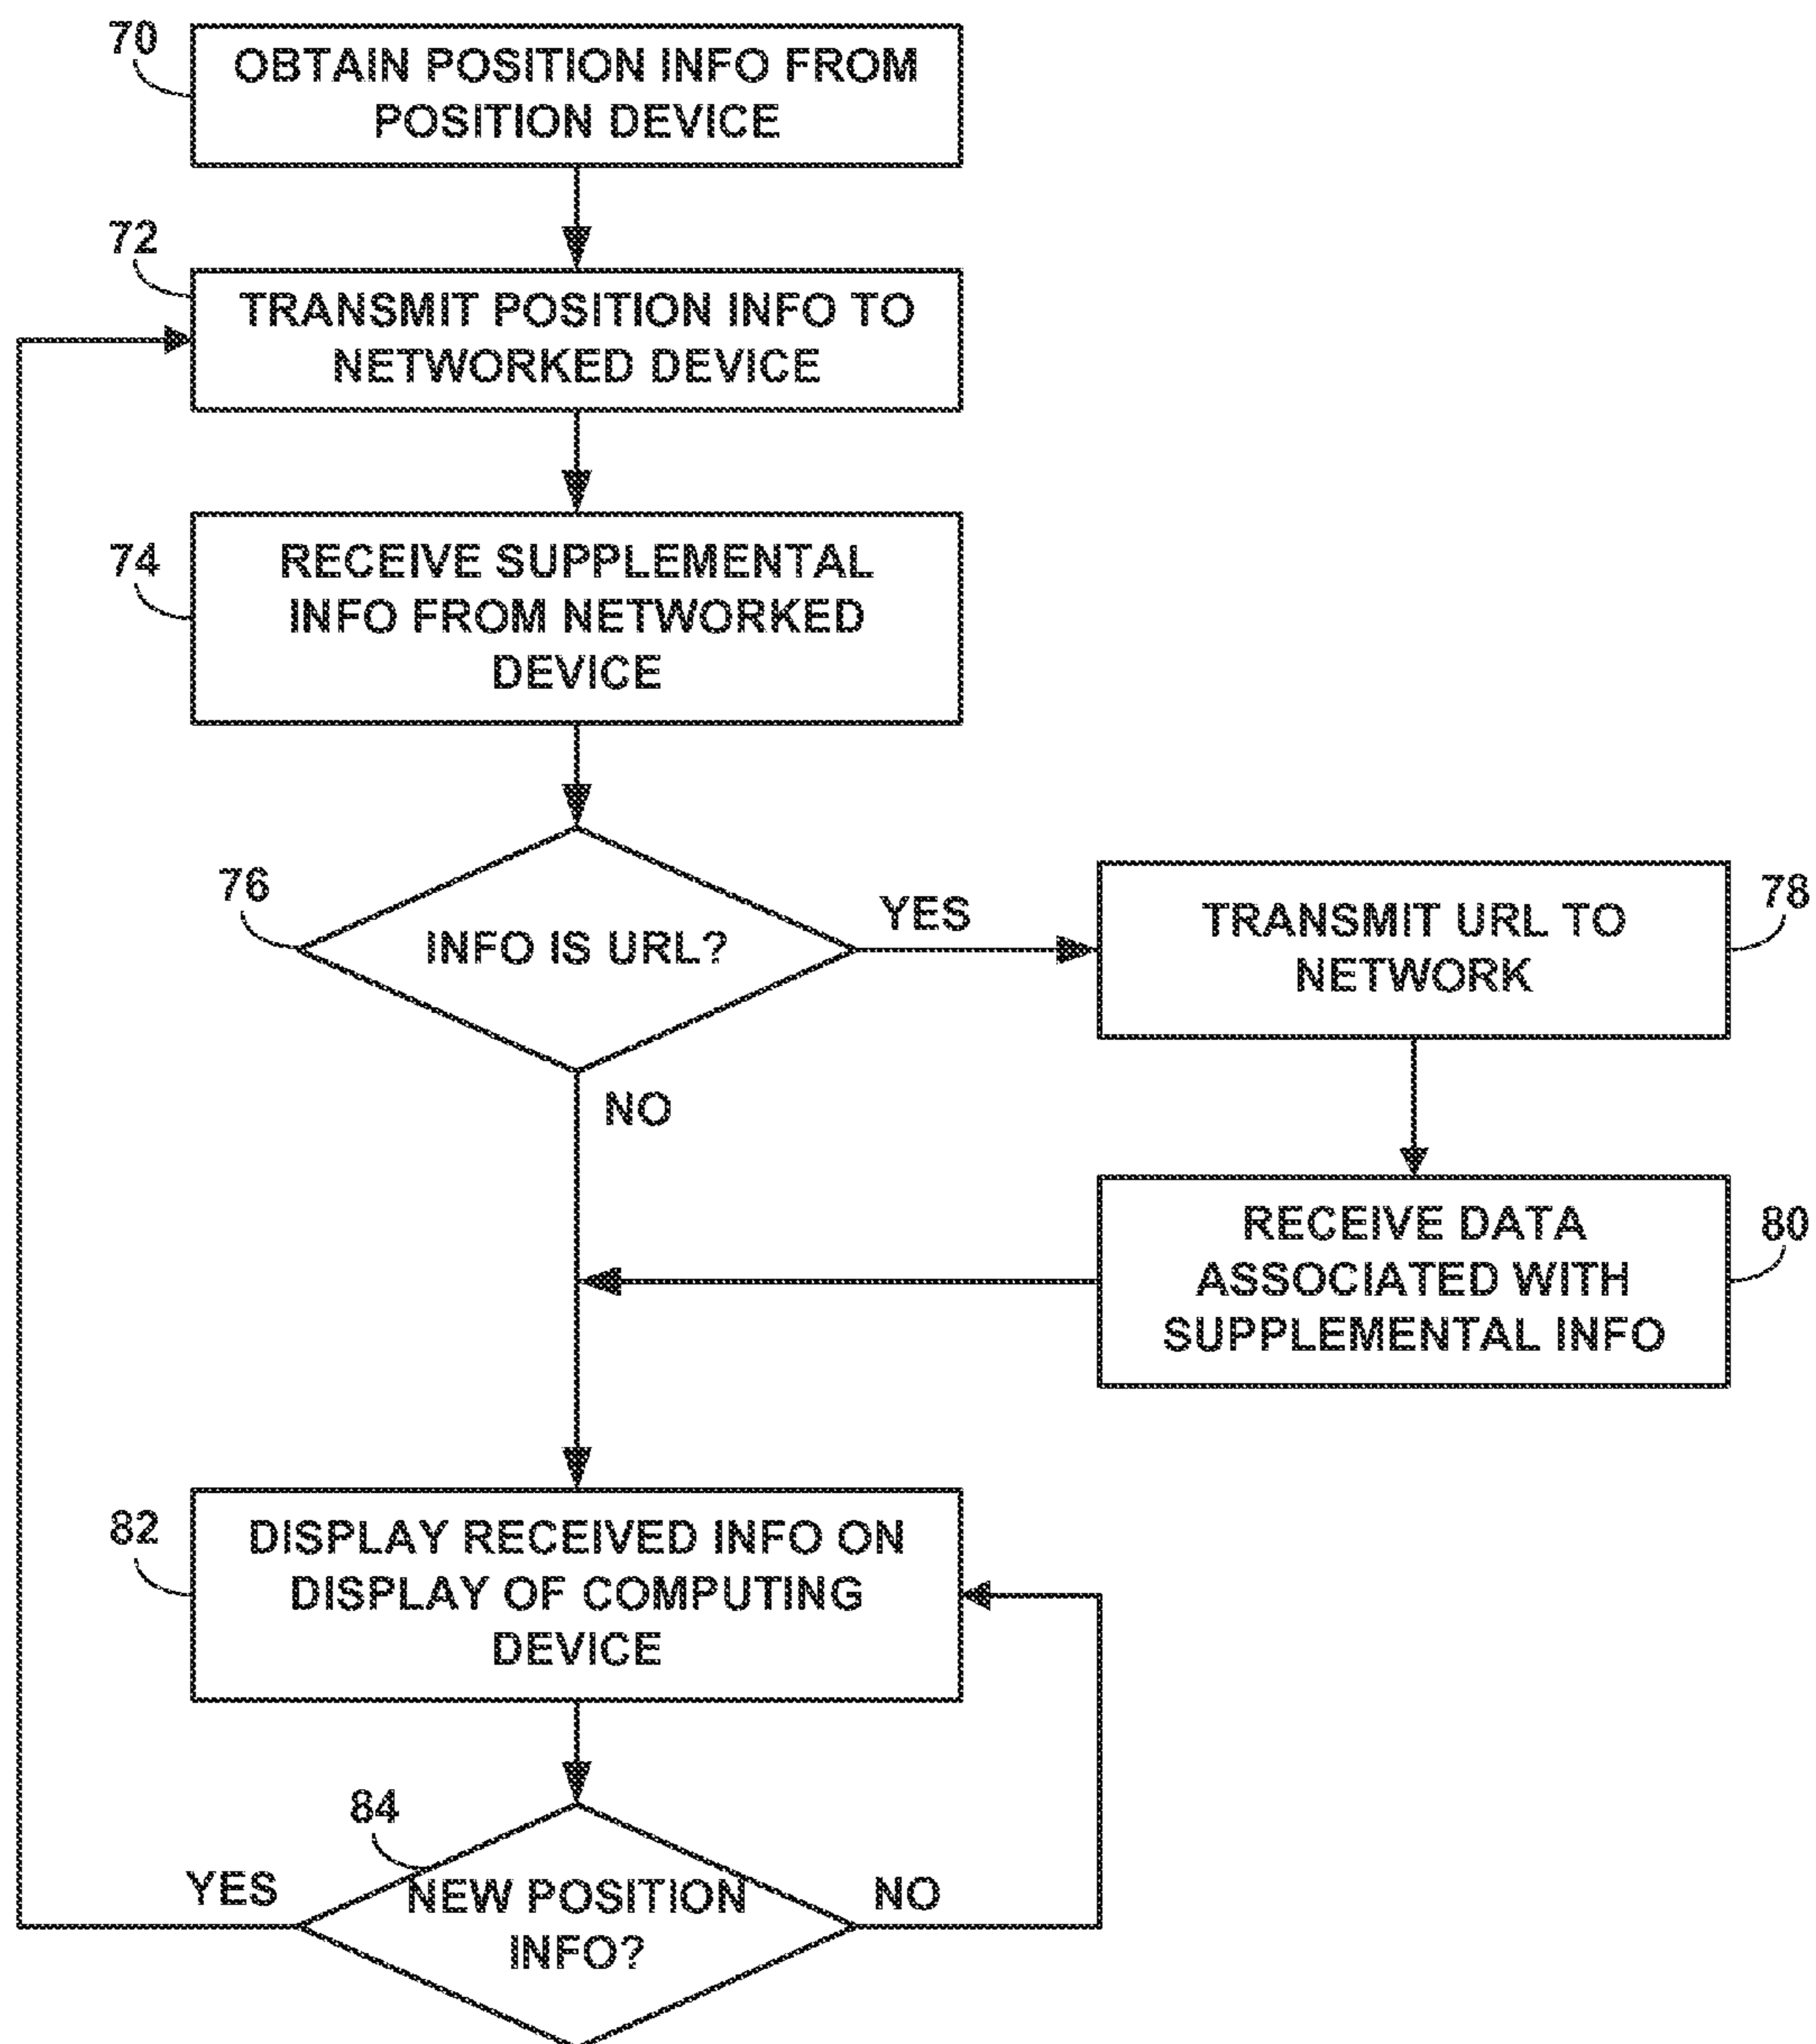 70
OBTAIN POSITION INFO FROM
POSITION DEVICE
72
TRANSMIT POSITION INFO TO
NETWORKED DEVICE
74
RECEIVE SUPPLEMENTAL
INFO FROM NETWORKED
DEVICE
76
INFO IS URL?
YES
NO
TRANSMIT URL TO
NETWORK
78
RECEIVE DATA
ASSOCIATED WITH
SUPPLEMENTAL INFO
80
82
DISPLAY RECEIVED INFO ON
DISPLAY OF COMPUTING
DEVICE
84
YES
NEW POSITION
INFO?
NO